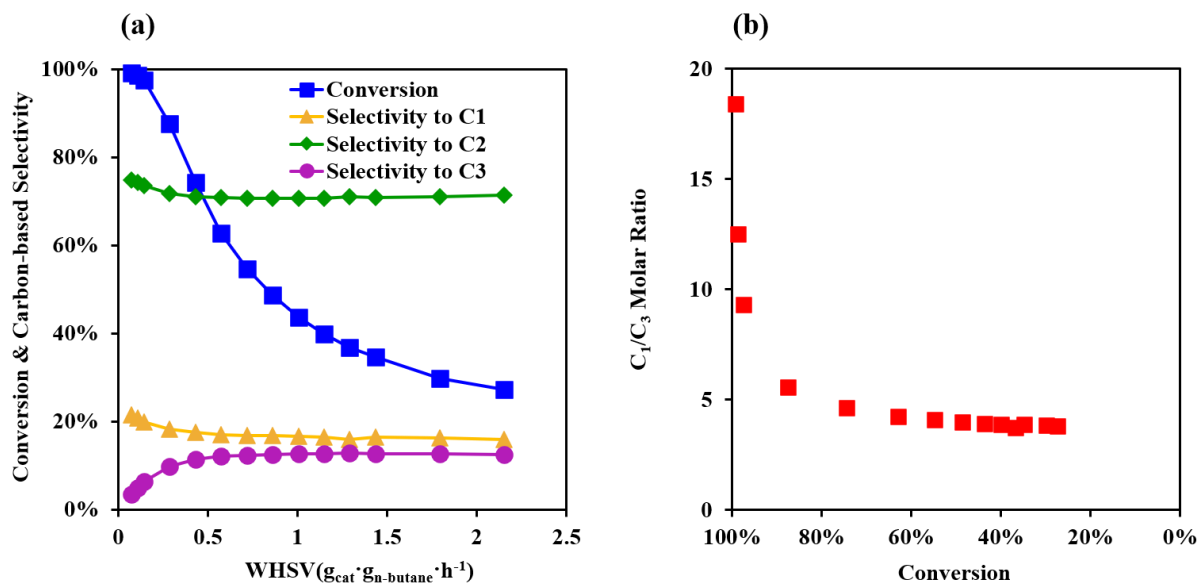 (a)
Conversion & Carbon-based Selectivity
100%
80%
60%
40%
20%
0%
Conversion
Selectivity to C1
Selectivity to C2
Selectivity to C3
0
0.5
1
1.5
2
2.5
WHSV(g_cat·g_n-butane·h⁻¹)
(b)
C₁/C₃ Molar Ratio
20
15
10
5
0
100%
80%
60%
40%
20%
0%
Conversion